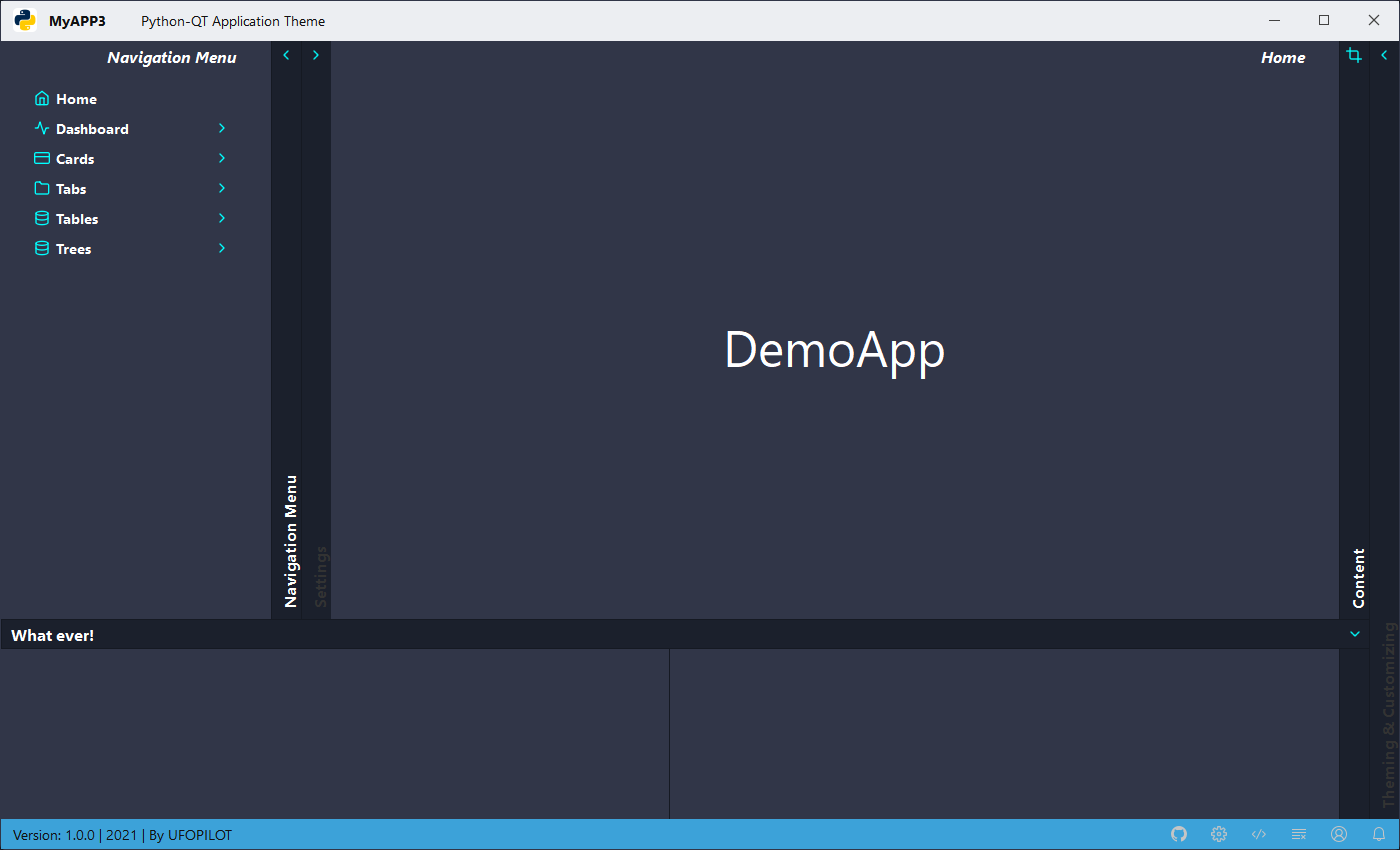 MyAPP3
Python-QT Application Theme
Navigation Menu
Home
Dashboard
Cards
Tabs
Tables
Trees
Navigation Menu
Settings
Home
DemoApp
Content
What ever!
Theming & Customizing
Version: 1.0.0 | 2021 | By UFOPILOT